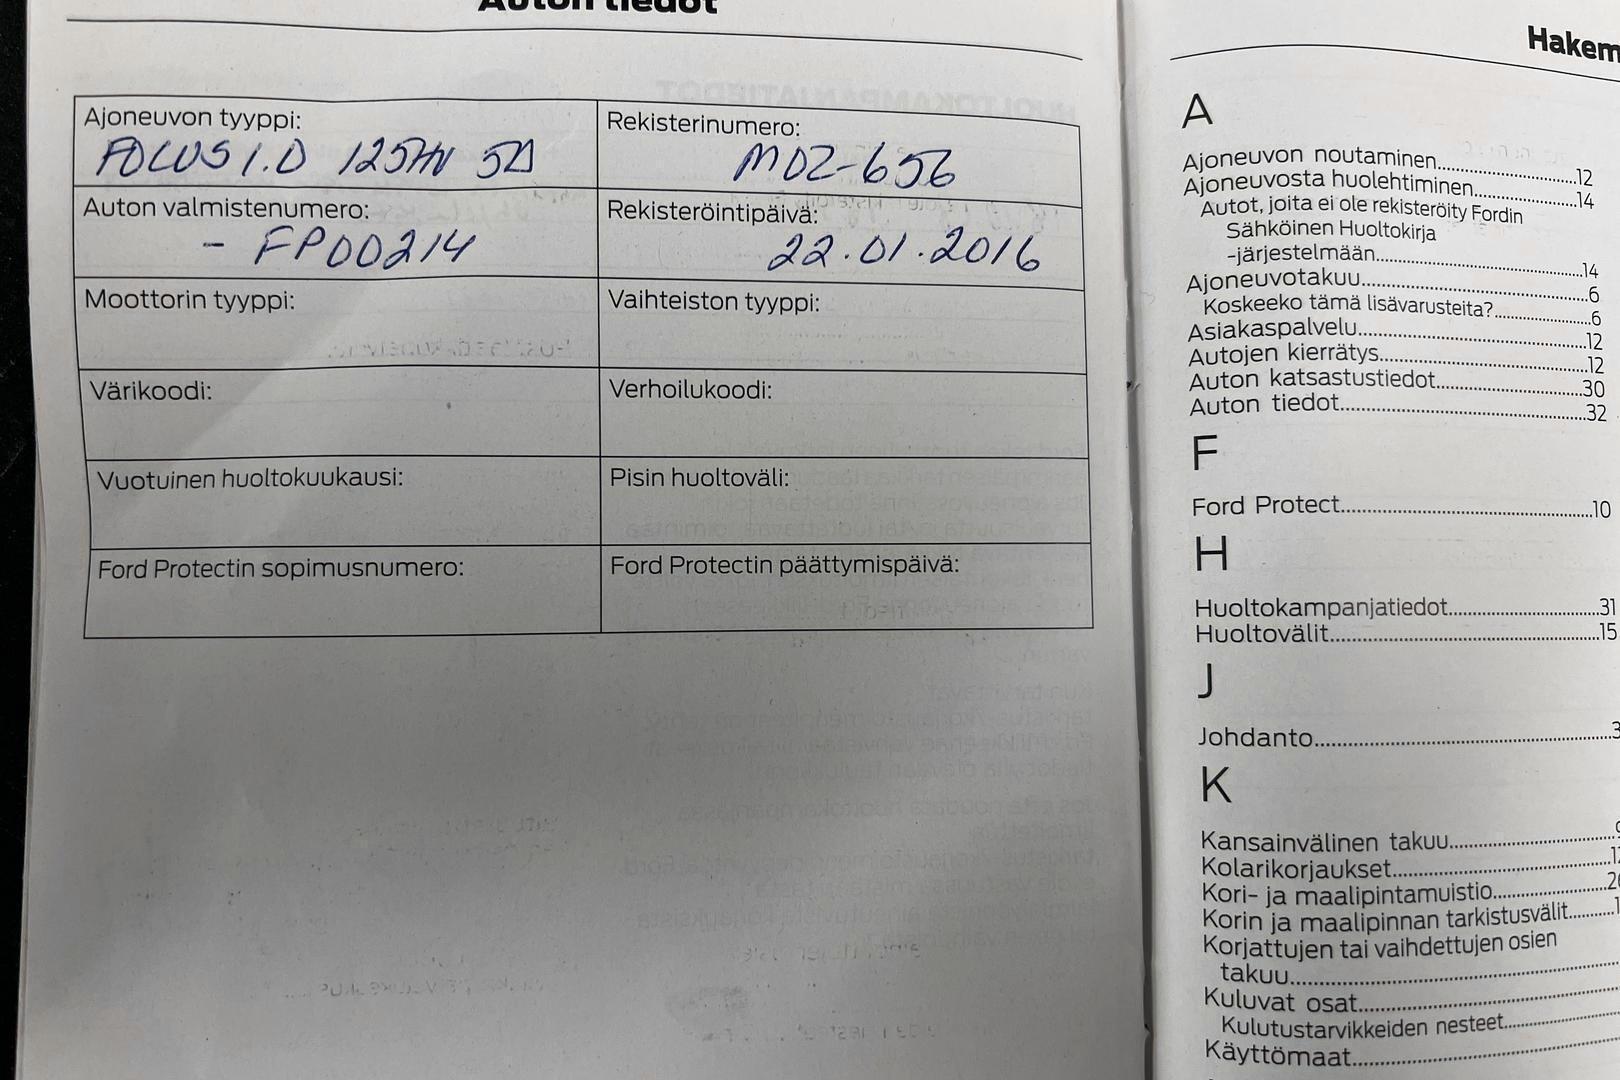 Auton tiedot
Ajoneuvon tyyppi:
FOCUS 1.0 125HV 5D
Rekisterinumero:
MOZ-656
Auton valmistenumero:
- FP00214
Rekisteröintipäivä:
22.01.2016
Moottorin tyyppi:
Vaihteiston tyyppi:
Värikoodi:
Verhoilukoodi:
Vuotuinen huoltokuukausi:
Pisin huoltoväli:
Ford Protectin sopimusnumero:
Ford Protectin päättymispäivä:
Hakem
A
Ajoneuvon noutaminen...............12
Ajoneuvosta huolehtiminen...............14
Autot, joita ei ole rekisteröity Fordin
Sähköinen Huoltokirja
-järjestelmään...............14
Ajoneuvotakuu...............6
Koskeeko tämä lisävarusteita?...............6
Asiakaspalvelu...............12
Autojen kierrätys...............12
Auton katsastustiedot...............30
Auton tiedot...............32
F
Ford Protect...............10
H
Huoltokampanjatiedot...............31
Huoltovälit...............15
J
Johdanto...............3
K
Kansainvälinen takuu...............
Kolarikorjaukset...............
Kori- ja maalipintamuistio...............
Korin ja maalipinnan tarkistusvälit...............
Korjattujen tai vaihdettujen osien
takuu...............
Kuluvat osat...............
Kulutustarvikkeiden nesteet...............
Käyttömaat...............